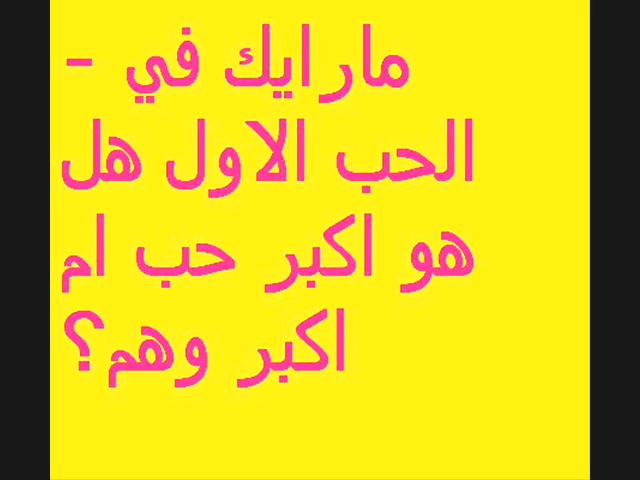 مارايك في -
الحب الاول هل
هو اكبر حب ام
اكبر وهم؟